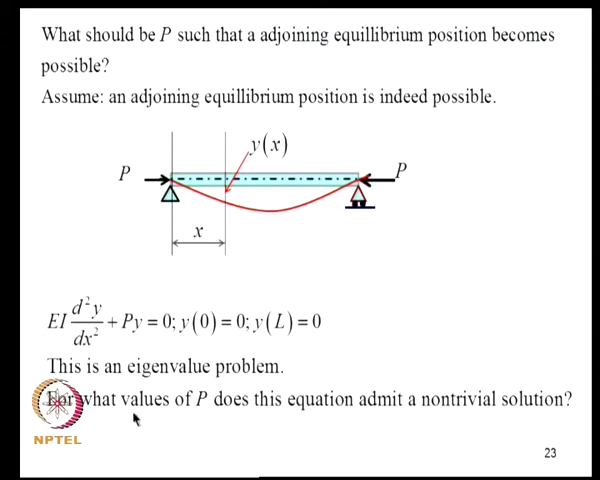 What should be P such that a adjoining equillibrium position becomes
possible?
Assume: an adjoining equillibrium position is indeed possible.
y(x)
P
P
x
EI d²y/dx² + Py = 0; y(0) = 0; y(L) = 0
This is an eigenvalue problem.
For what values of P does this equation admit a nontrivial solution?
NPTEL
23